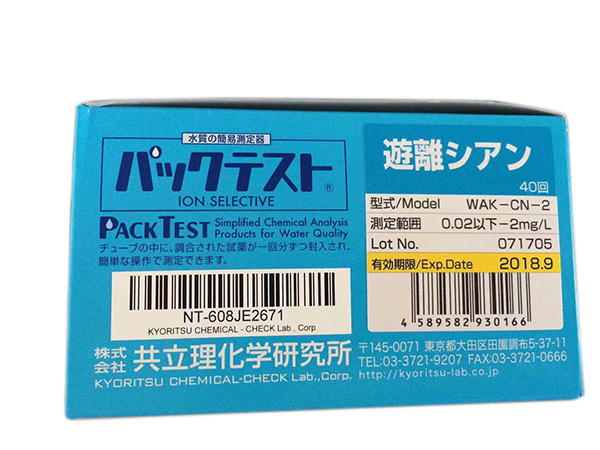 水質の簡易測定器
パックテスト®
ION SELECTIVE
PACKTEST Simplified Chemical Analysis
Products for Water Quality
チューブの中に、調合された試薬が一回分ずつ封入され、
簡単な操作で測定できます。
NT-608JE2671
KYORITSU CHEMICAL - CHECK Lab., Corp.
株式会社 共立理化学研究所
KYORITSU CHEMICAL-CHECK Lab.,Corp.
遊離シアン
40回
型式/Model WAK-CN-2
測定範囲 0.02以下-2mg/L
Lot No. 071705
有効期限/Exp.Date 2018.9
4 589582 930166
〒145-0071 東京都大田区田園調布5-37-11
TEL:03-3721-9207 FAX:03-3721-0666
http://kyoritsu-lab.co.jp